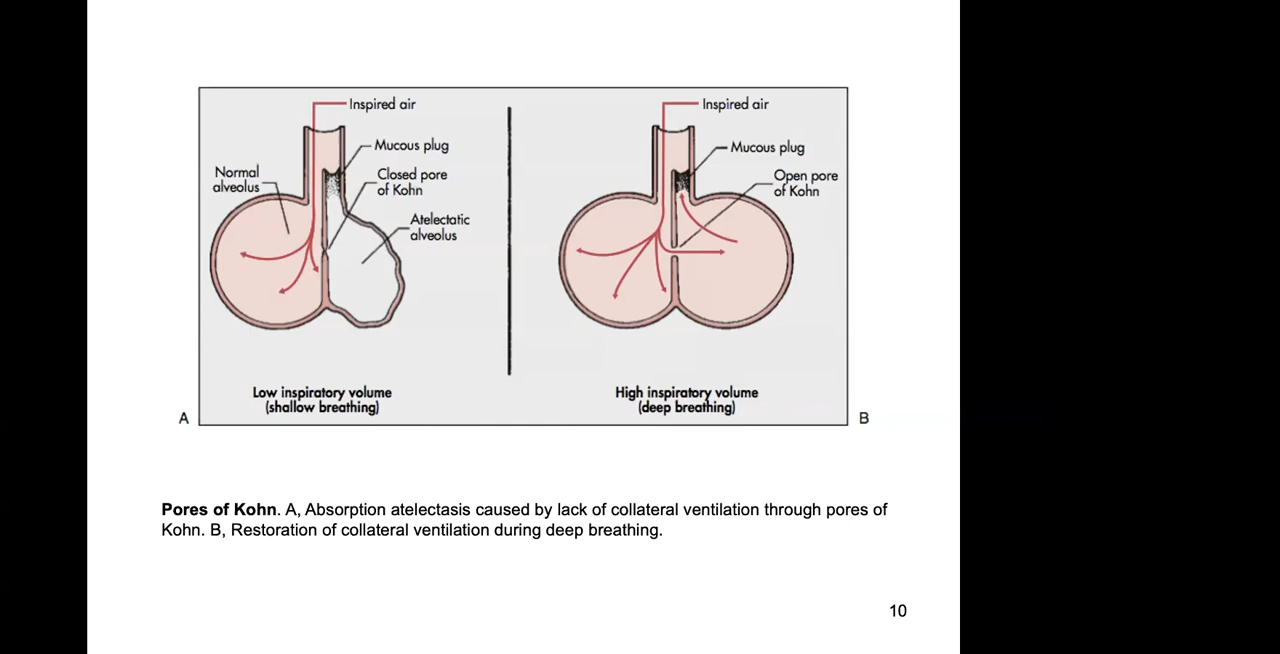 Inspired air
Mucous plug
Normal
alveolus
Closed pore
of Kohn
Atelectatic
alveolus
Low inspiratory volume
(shallow breathing)
A
Inspired air
Mucous plug
Open pore
of Kohn
High inspiratory volume
(deep breathing)
B
Pores of Kohn. A, Absorption atelectasis caused by lack of collateral ventilation through pores of
Kohn. B, Restoration of collateral ventilation during deep breathing.
10